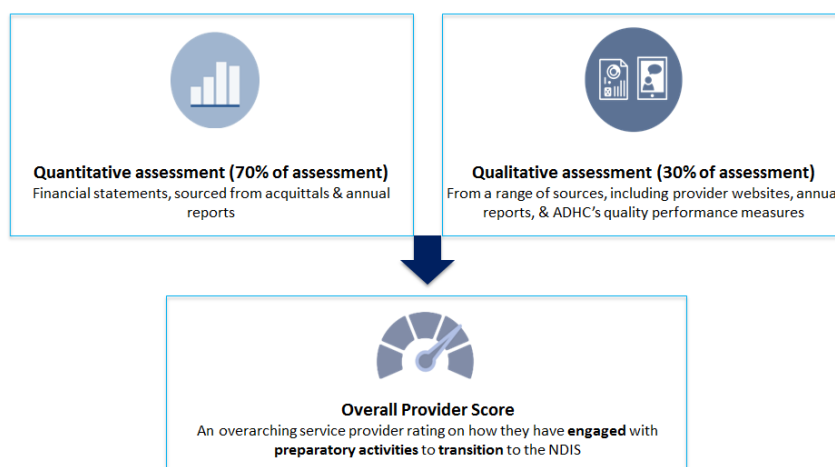 Quantitative assessment (70% of assessment)
Financial statements, sourced from acquittals & annual
reports
Qualitative assessment (30% of assessment)
From a range of sources, including provider websites, annua
reports, & ADHC's quality performance measures
Overall Provider Score
An overarching service provider rating on how they have engaged with
preparatory activities to transition to the NDIS